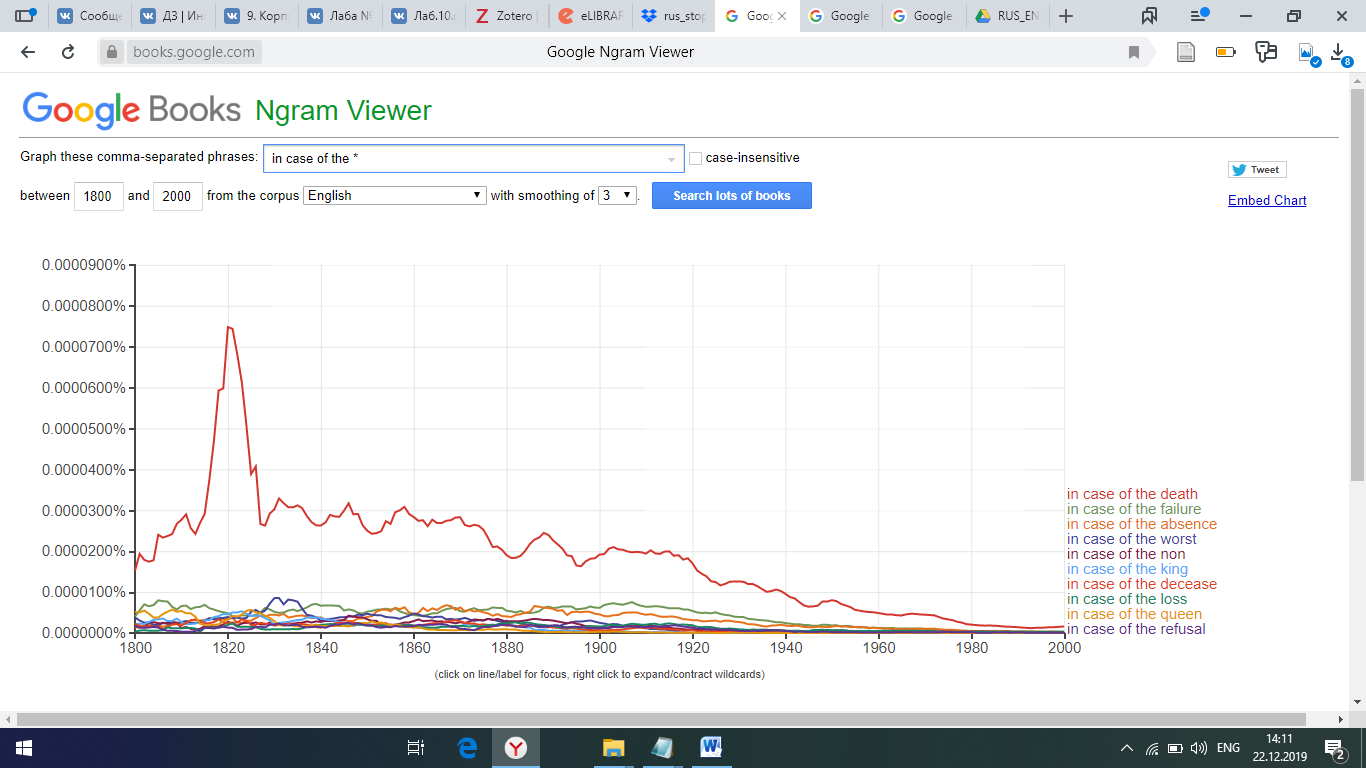 Сообще ДЗ | Ин 9. Корп Лаба № Лаб.10. Zotero | eLIBRAR rus_stop Goog Google Google RUS_EN
books.google.com Google Ngram Viewer 8
Google Books Ngram Viewer
Graph these comma-separated phrases: in case of the * case-insensitive
Tweet
between 1800 and 2000 from the corpus English with smoothing of 3 . Search lots of books
Embed Chart
0.0000900%
0.0000800%
0.0000700%
0.0000600%
0.0000500%
0.0000400%
0.0000300%
0.0000200%
0.0000100%
0.0000000%
in case of the death
in case of the failure
in case of the absence
in case of the worst
in case of the non
in case of the king
in case of the decease
in case of the loss
in case of the queen
in case of the refusal
1800 1820 1840 1860 1880 1900 1920 1940 1960 1980 2000
(click on line/label for focus, right click to expand/contract wildcards)
ENG 14:11
22.12.2019 2